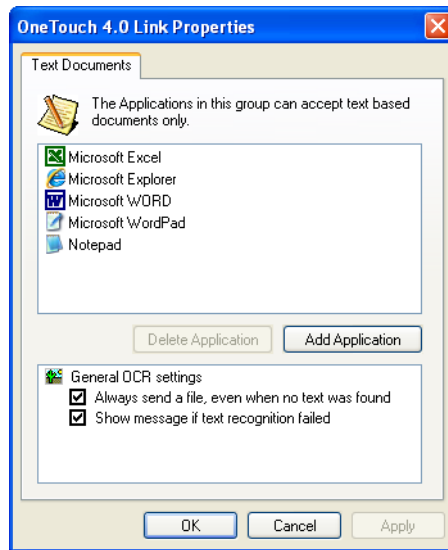 OneTouch 4.0 Link Properties
Text Documents
The Applications in this group can accept text based
documents only.
Microsoft Excel
Microsoft Explorer
Microsoft WORD
Microsoft WordPad
Notepad
Delete Application
Add Application
General OCR settings
Always send a file, even when no text was found
Show message if text recognition failed
OK
Cancel
Apply